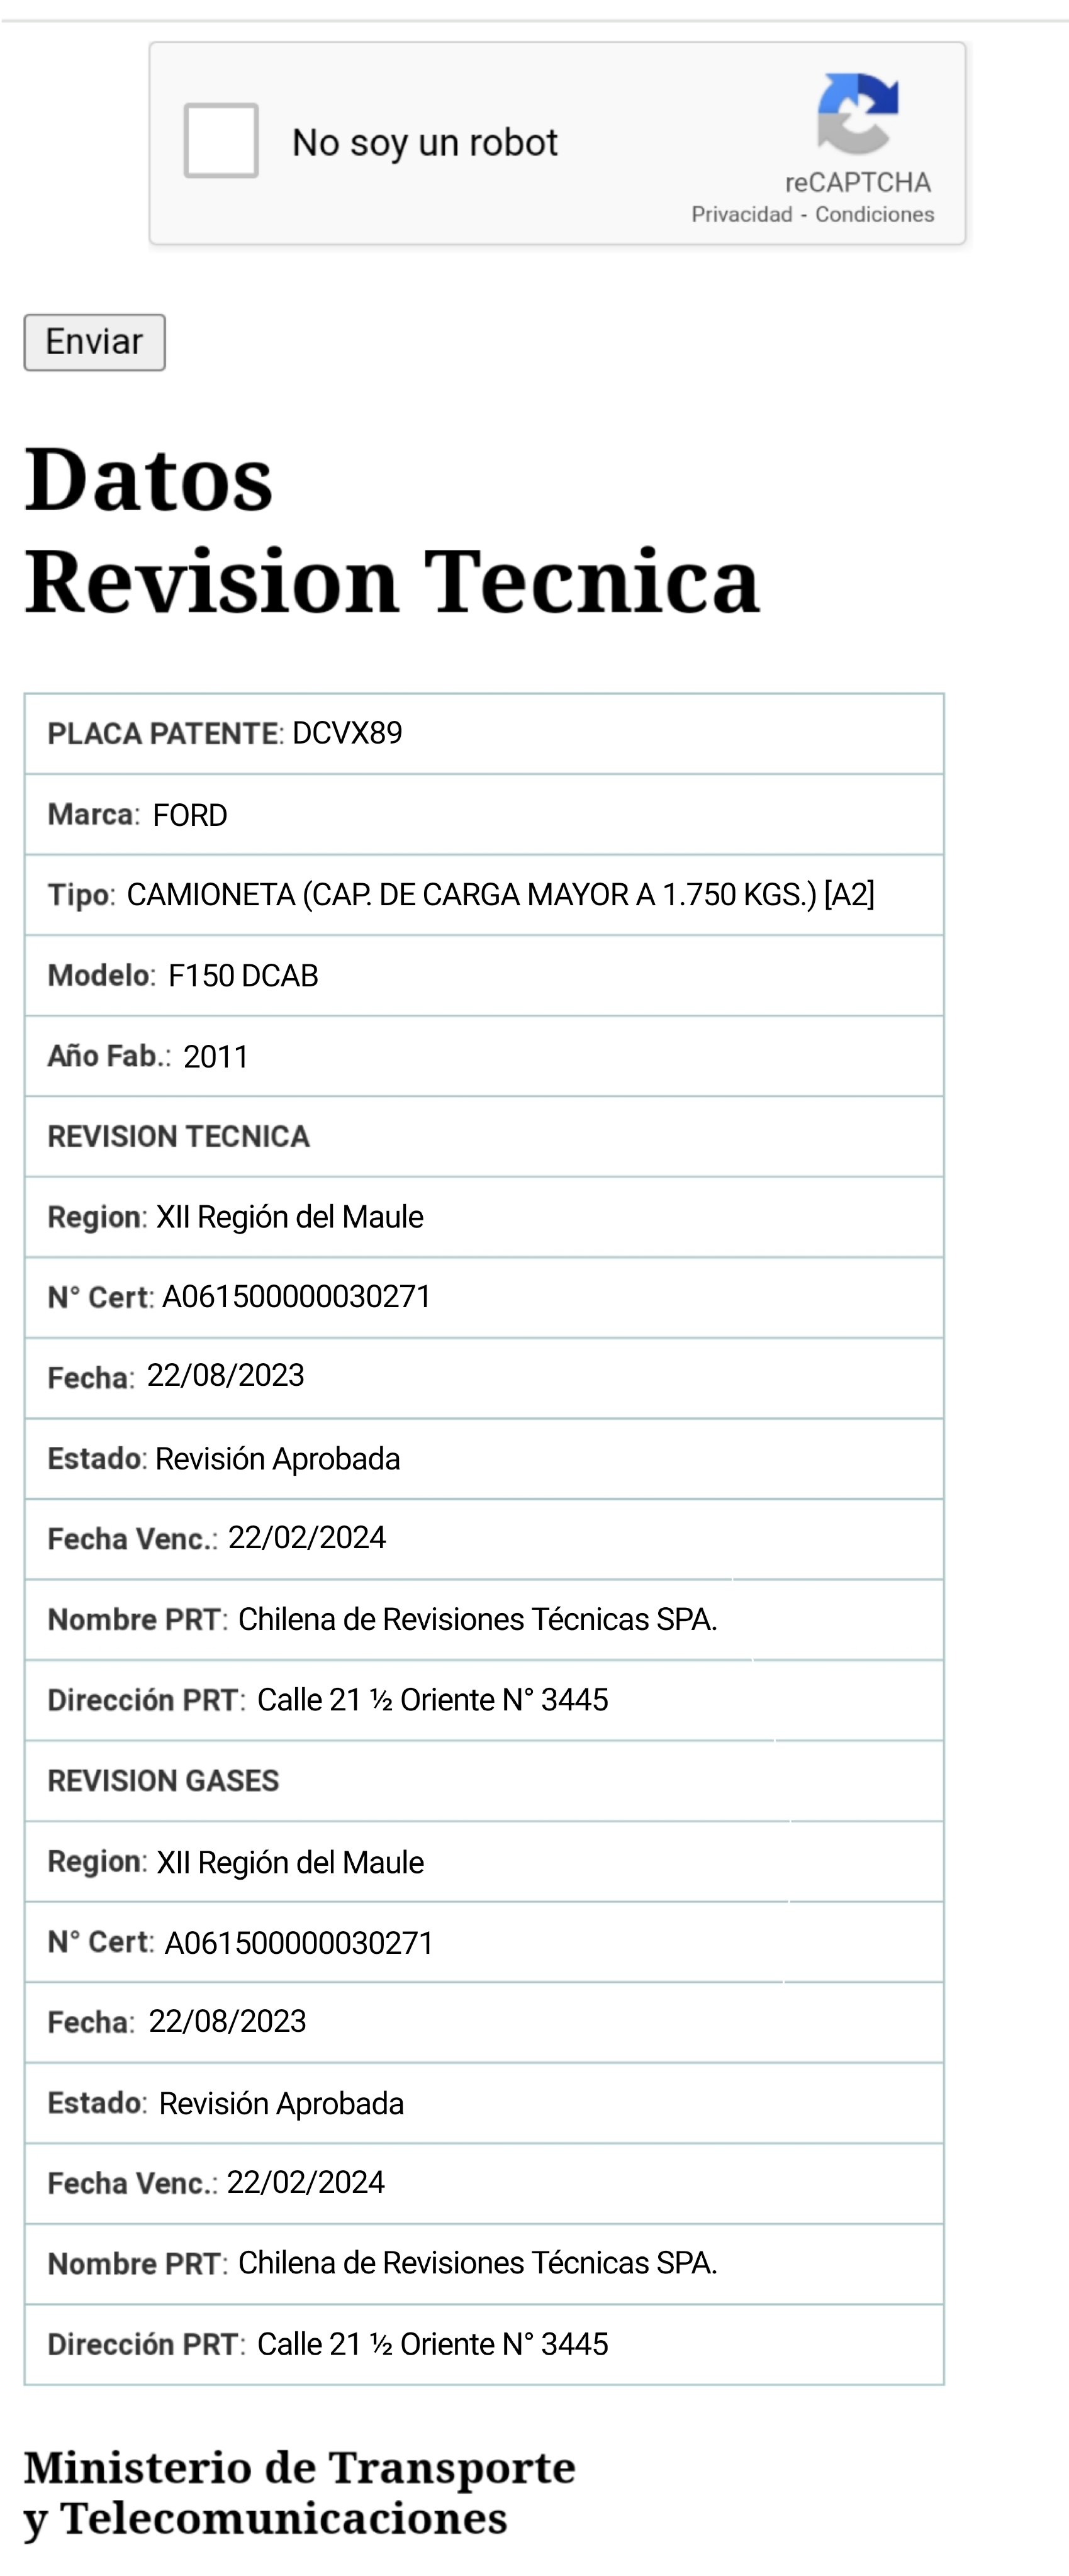 No soy un robot
reCAPTCHA
Privacidad - Condiciones
Enviar
Datos
Revision Tecnica
PLACA PATENTE: DCVX89
Marca: FORD
Tipo: CAMIONETA (CAP. DE CARGA MAYOR A 1.750 KGS.) [A2]
Modelo: F150 DCAB
Año Fab.: 2011
REVISION TECNICA
Region: XII Región del Maule
N° Cert: A061500000030271
Fecha: 22/08/2023
Estado: Revisión Aprobada
Fecha Venc.: 22/02/2024
Nombre PRT: Chilena de Revisiones Técnicas SPA.
Dirección PRT: Calle 21 ½ Oriente N° 3445
REVISION GASES
Region: XII Región del Maule
N° Cert: A061500000030271
Fecha: 22/08/2023
Estado: Revisión Aprobada
Fecha Venc.: 22/02/2024
Nombre PRT: Chilena de Revisiones Técnicas SPA.
Dirección PRT: Calle 21 ½ Oriente N° 3445
Ministerio de Transporte
y Telecomunicaciones